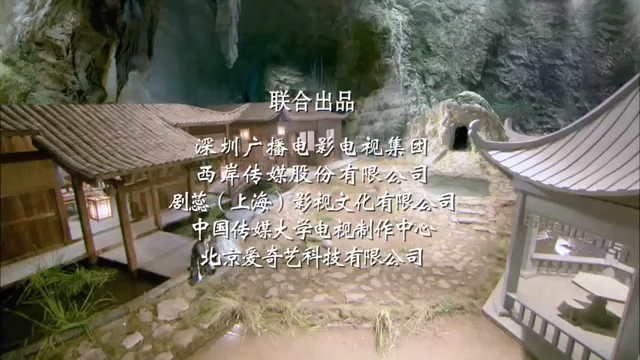 联合出品
深圳广播电影电视集团
西岸传媒股份有限公司
剧蕊（上海）影视文化有限公司
中国传媒大学电视制作中心
北京爱奇艺科技有限公司